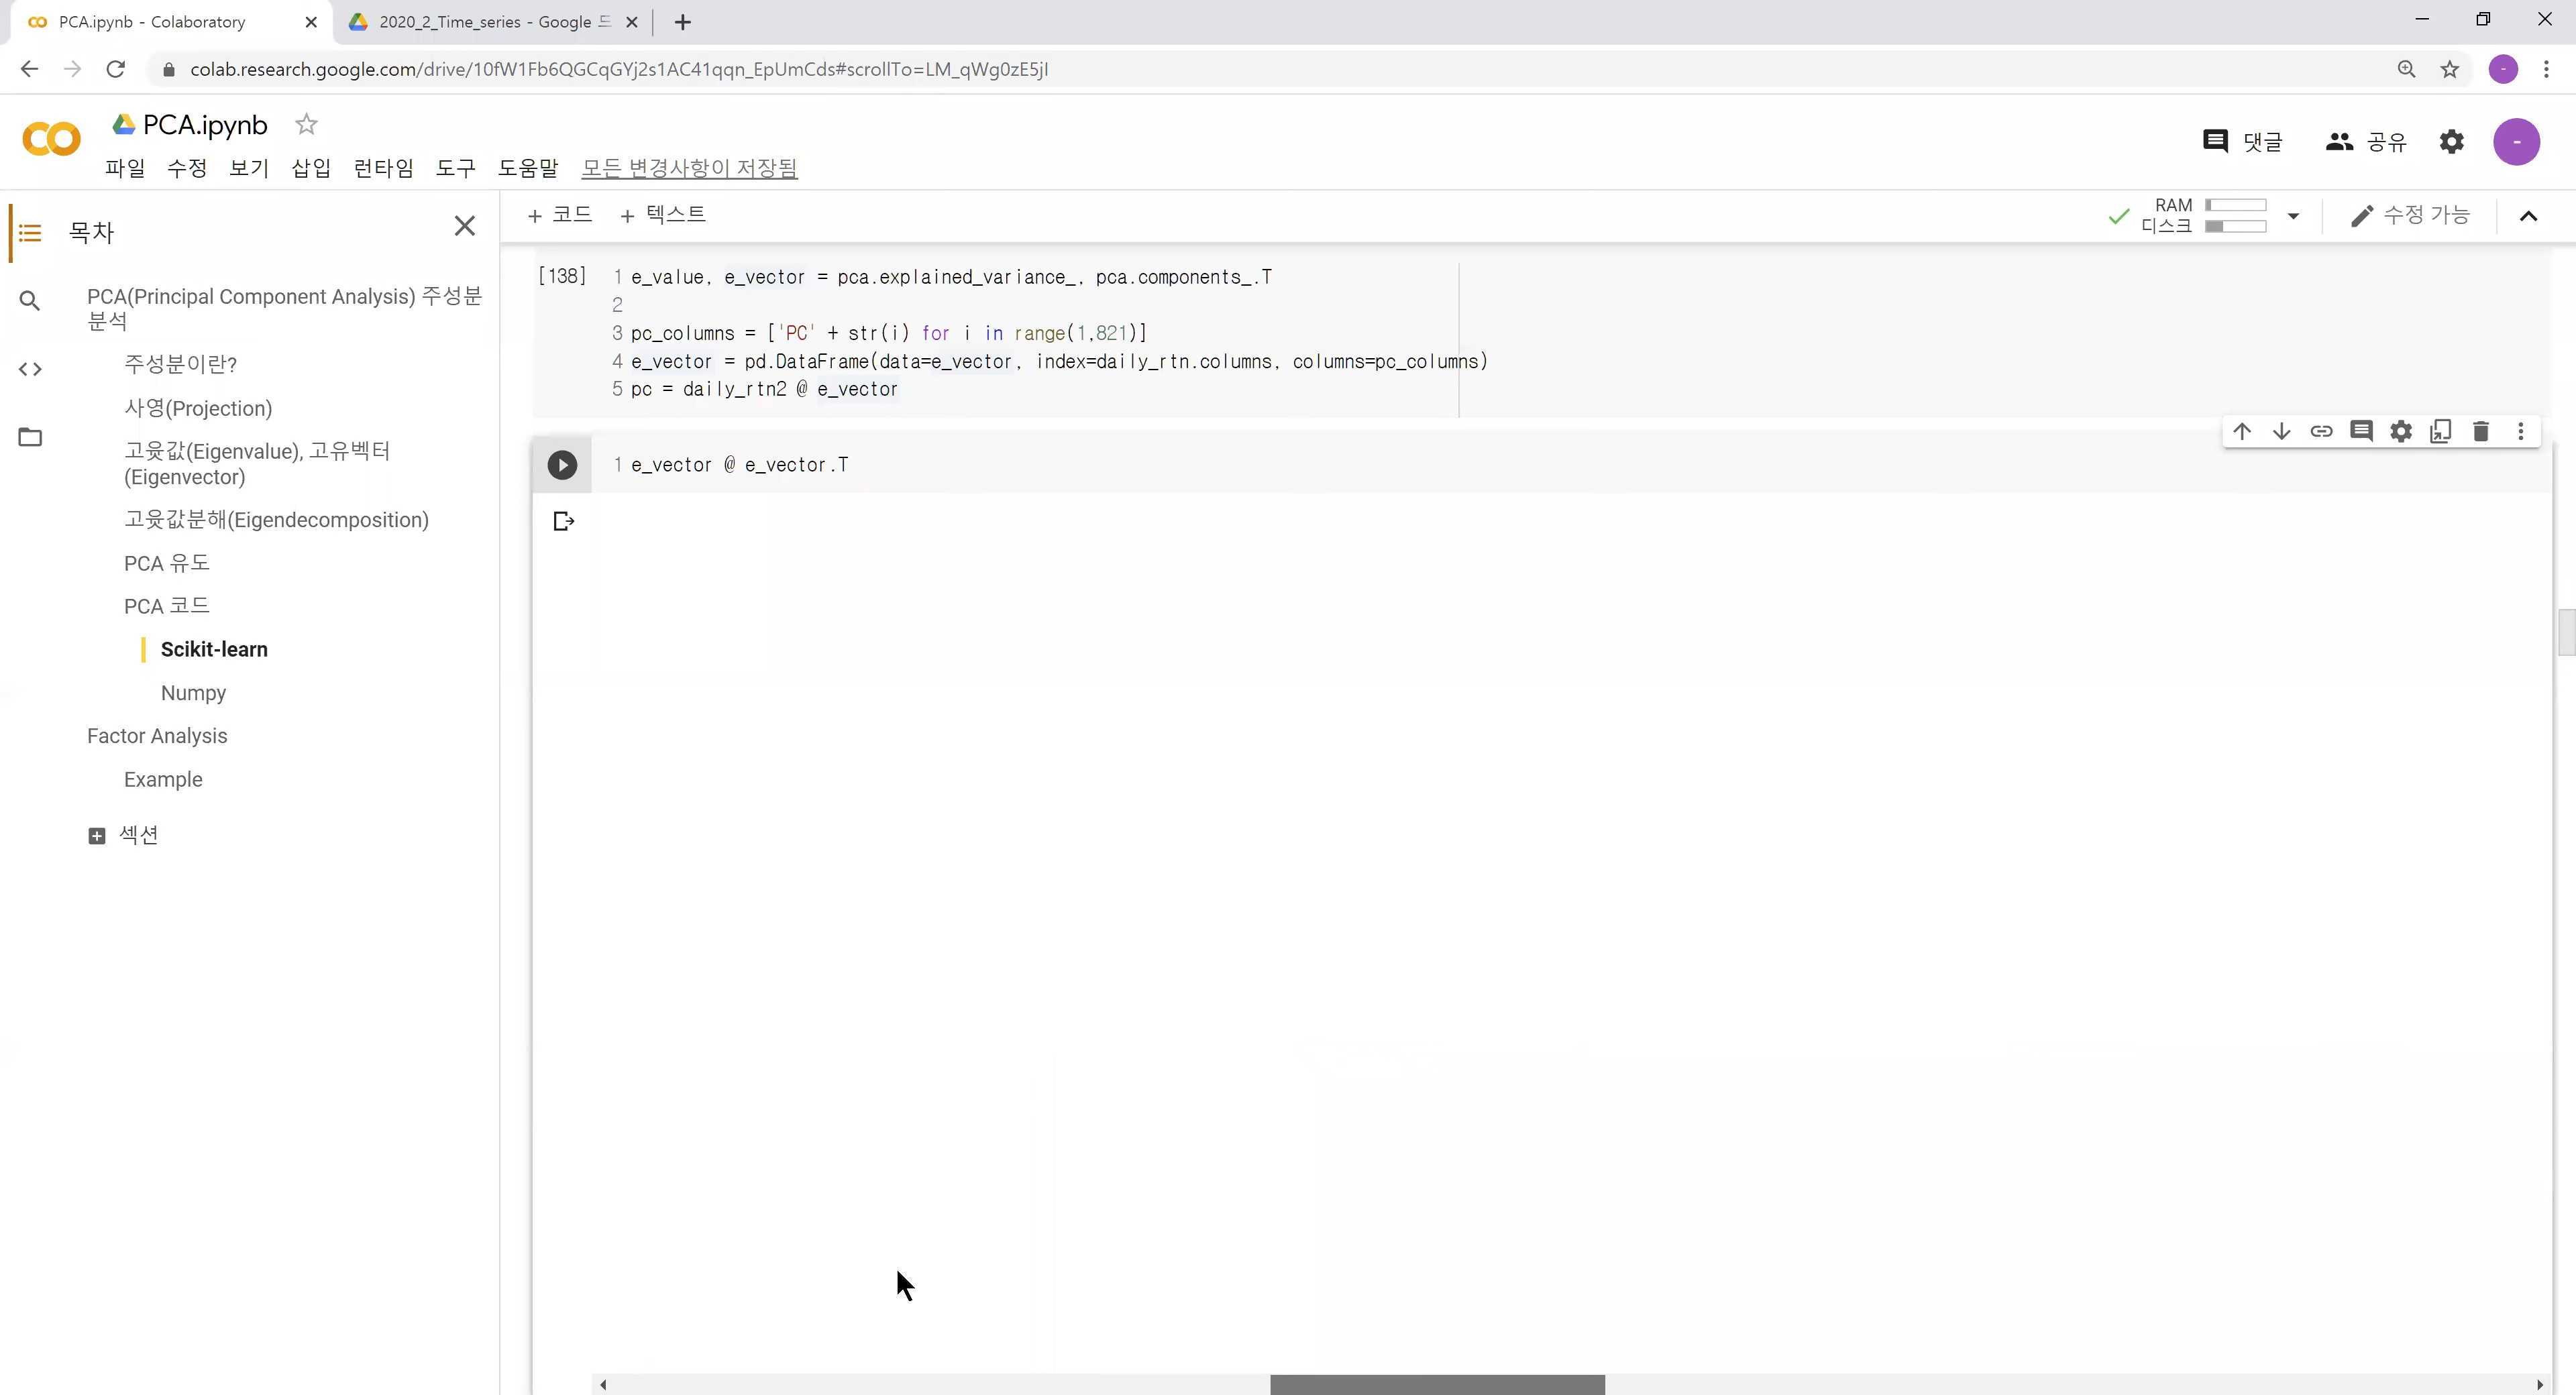 PCA.ipynb - Colaboratory
2020_2_Time_series - Google 드
colab.research.google.com/drive/10fW1Fb6QGCqGYj2s1AC41qqn_EpUmCds#scrollTo=LM_qWg0zE5jI
PCA.ipynb
댓글
공유
파일 수정 보기 삽입 런타임 도구 도움말 모든 변경사항이 저장됨
목차
+ 코드 + 텍스트
RAM
디스크
수정 가능
PCA(Principal Component Analysis) 주성분
분석
주성분이란?
사영(Projection)
고윳값(Eigenvalue), 고유벡터
(Eigenvector)
고윳값분해(Eigendecomposition)
PCA 유도
PCA 코드
Scikit-learn
Numpy
Factor Analysis
Example
섹션
[138] 1 e_value, e_vector = pca.explained_variance_, pca.components_.T
2
3 pc_columns = ['PC' + str(i) for i in range(1,821)]
4 e_vector = pd.DataFrame(data=e_vector, index=daily_rtn.columns, columns=pc_columns)
5 pc = daily_rtn2 @ e_vector
1 e_vector @ e_vector.T